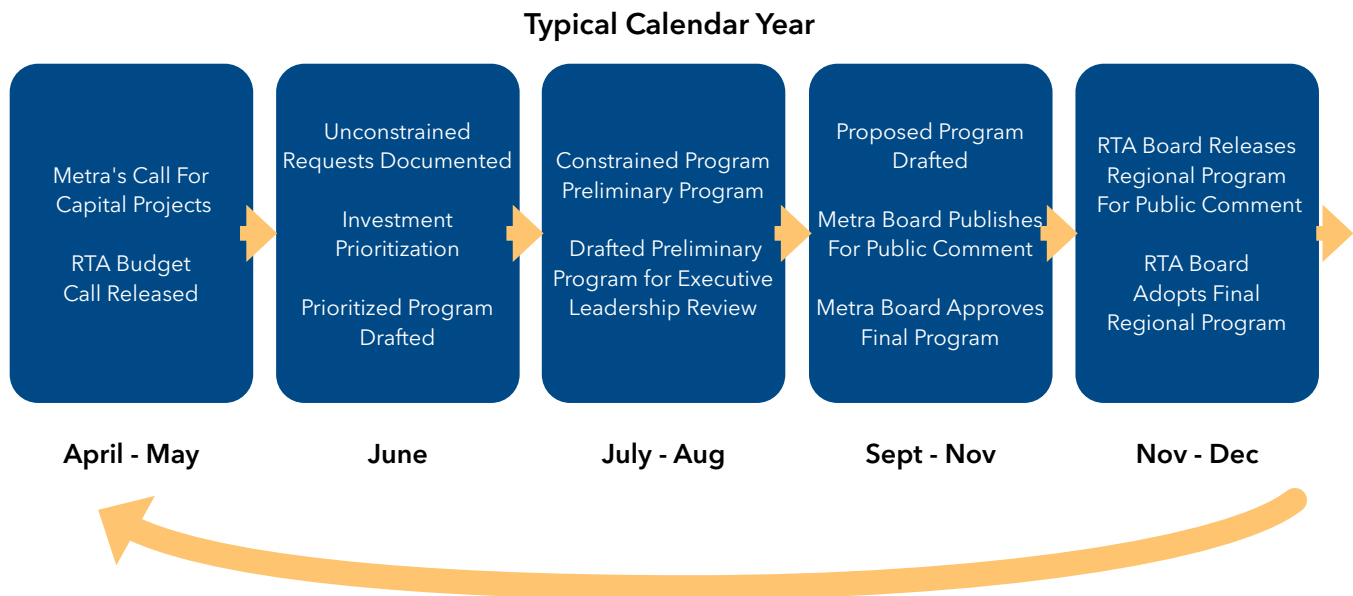 Typical Calendar Year
Metra's Call For
Capital Projects
RTA Budget
Call Released
April - May
Unconstrained
Requests Documented
Investment
Prioritization
Prioritized Program
Drafted
June
Constrained Program
Preliminary Program
Drafted Preliminary
Program for Executive
Leadership Review
July - Aug
Proposed Program
Drafted
Metra Board Publishes
For Public Comment
Metra Board Approves
Final Program
Sept - Nov
RTA Board Releases
Regional Program
For Public Comment
RTA Board
Adopts Final
Regional Program
Nov - Dec